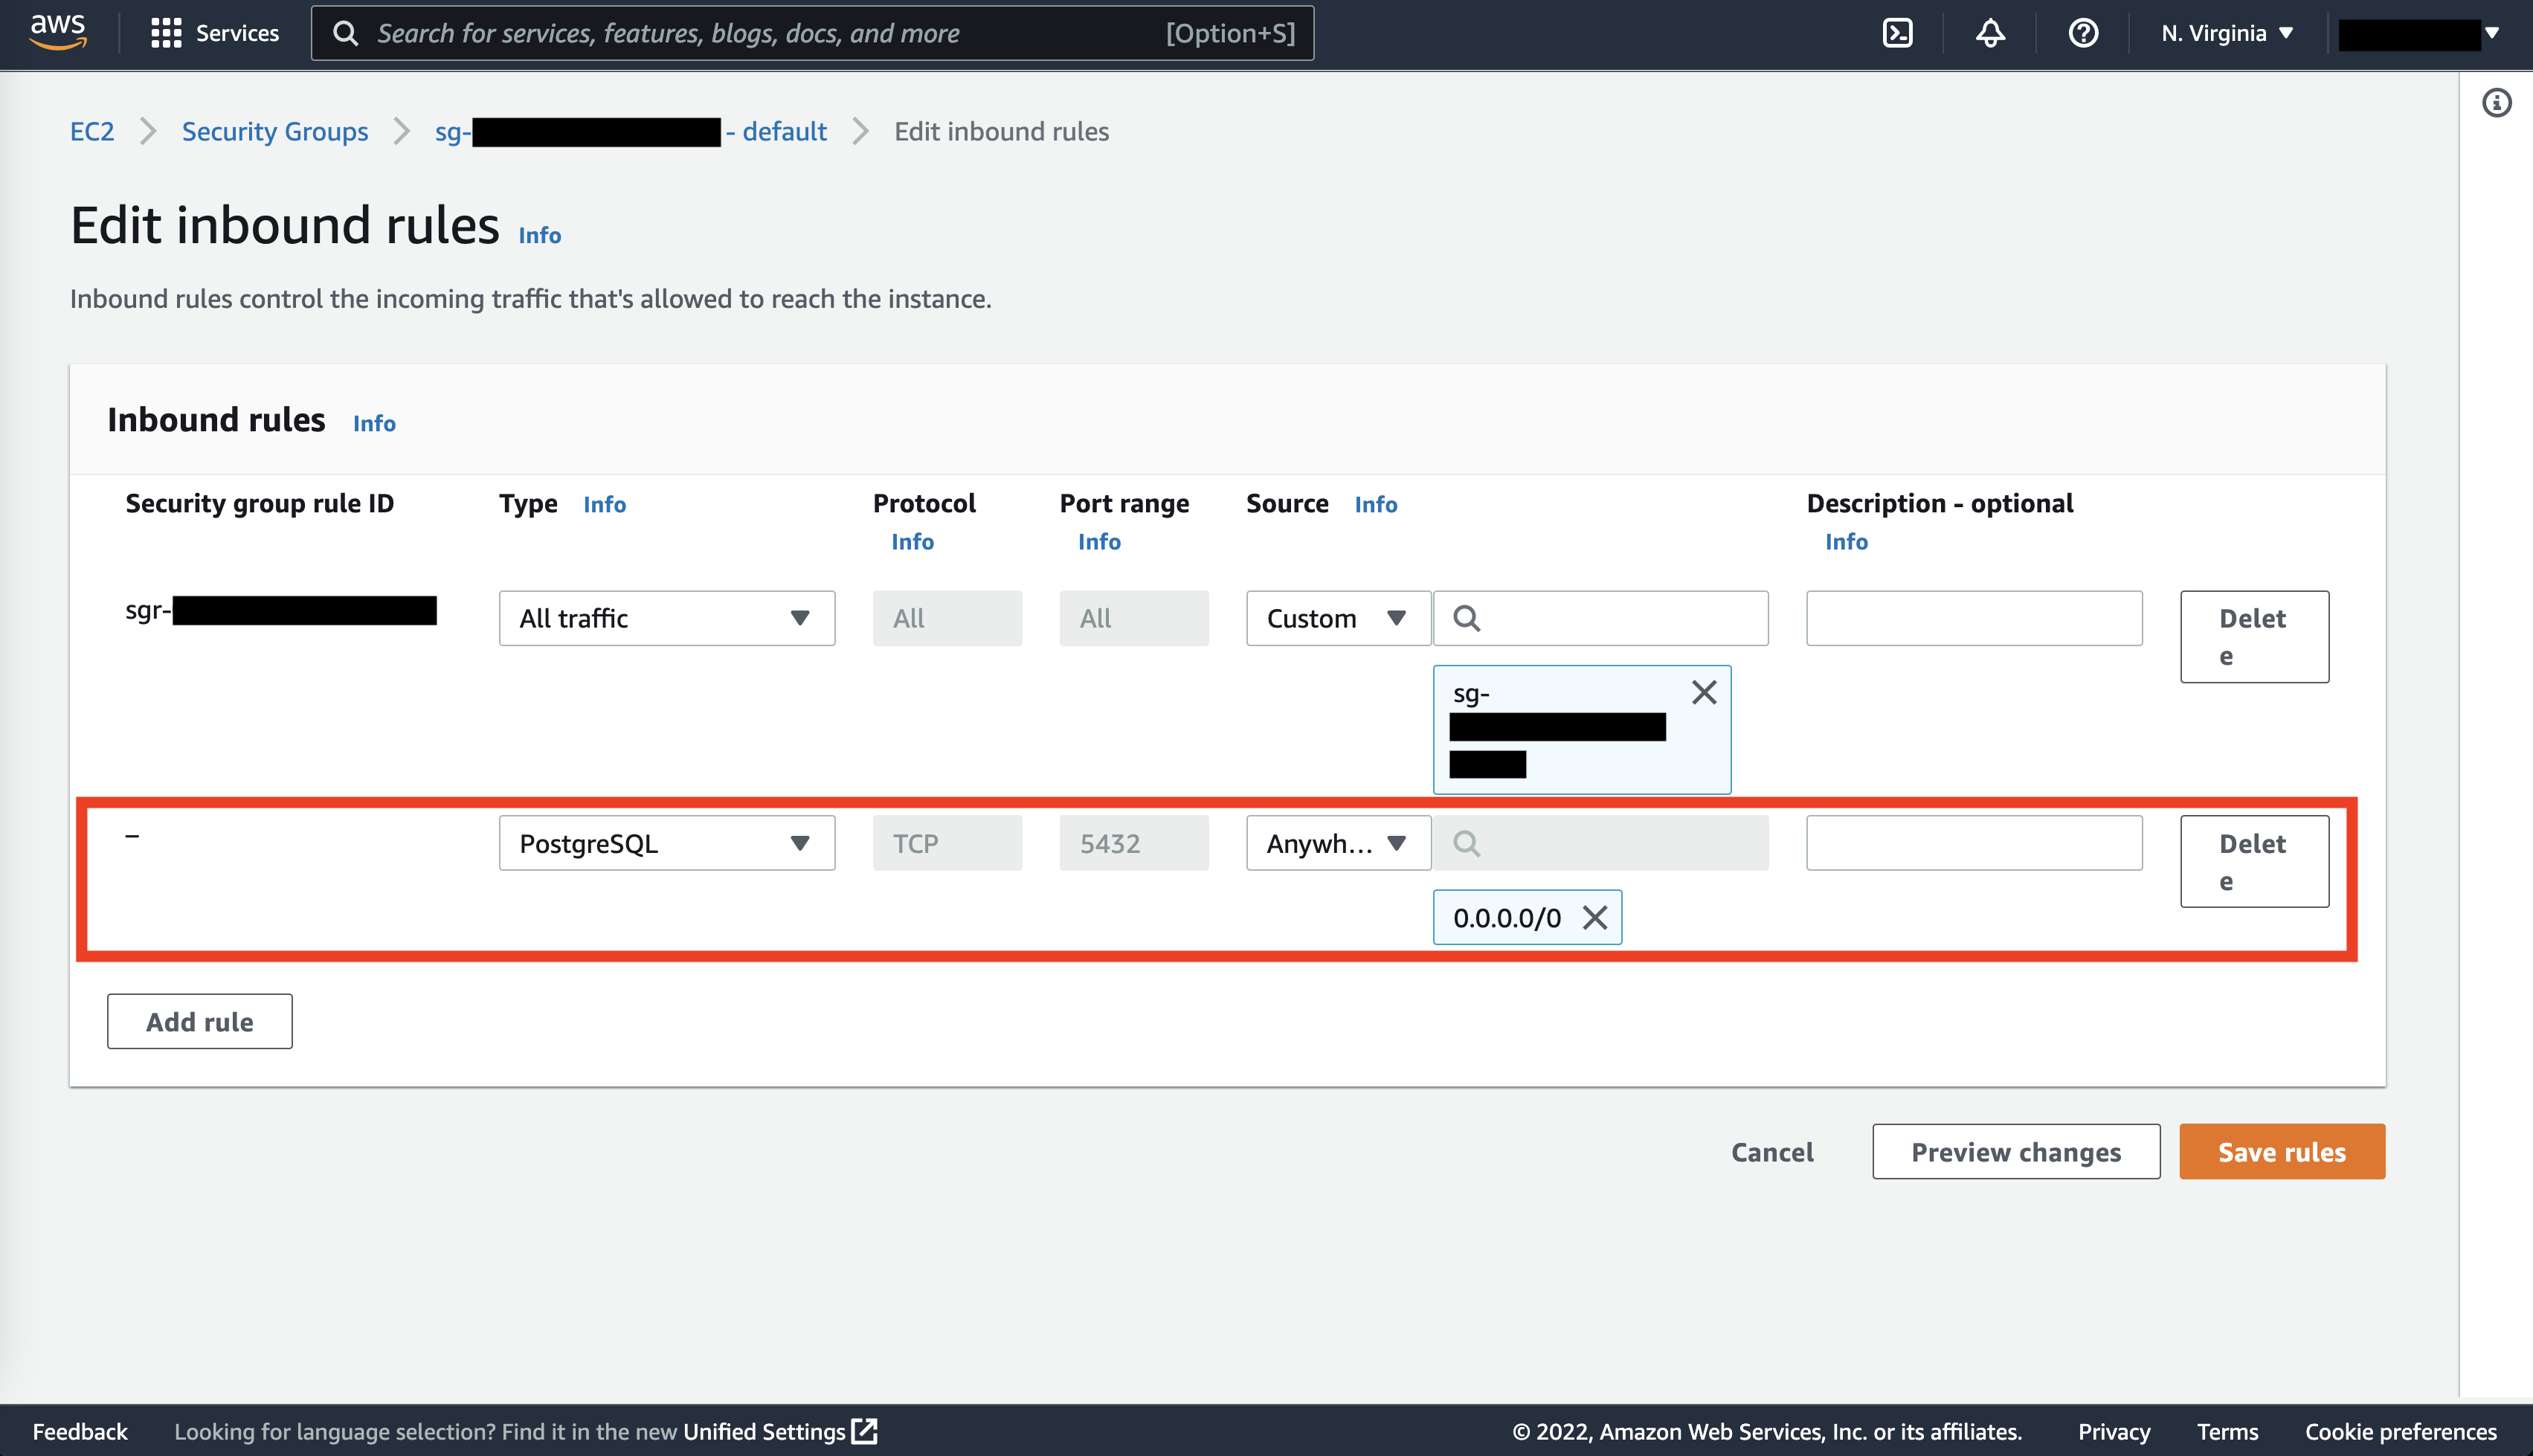 aws
Services
Search for services, features, blogs, docs, and more [Option+S]
N. Virginia
EC2 Security Groups sg- - default Edit inbound rules
Edit inbound rules Info
Inbound rules control the incoming traffic that's allowed to reach the instance.
Inbound rules Info
Security group rule ID Type Info Protocol Port range Source Info Description - optional
Info Info Info
sgr- All traffic All All Custom Delet
e
sg-
– PostgreSQL TCP 5432 Anywh... Delet
e
0.0.0.0/0
Add rule
Cancel Preview changes Save rules
Feedback Looking for language selection? Find it in the new Unified Settings © 2022, Amazon Web Services, Inc. or its affiliates. Privacy Terms Cookie preferences